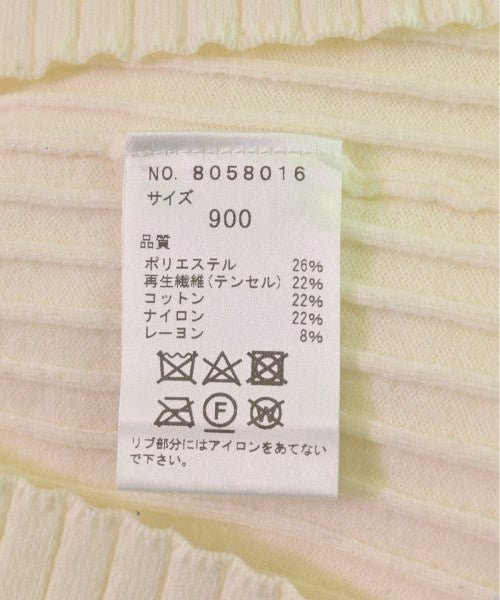 NO. 8058016
サイズ
900
品質
ポリエステル 26%
再生繊維(テンセル) 22%
コットン 22%
ナイロン 22%
レーヨン 8%
F W
リブ部分にはアイロンをあてない
で下さい。